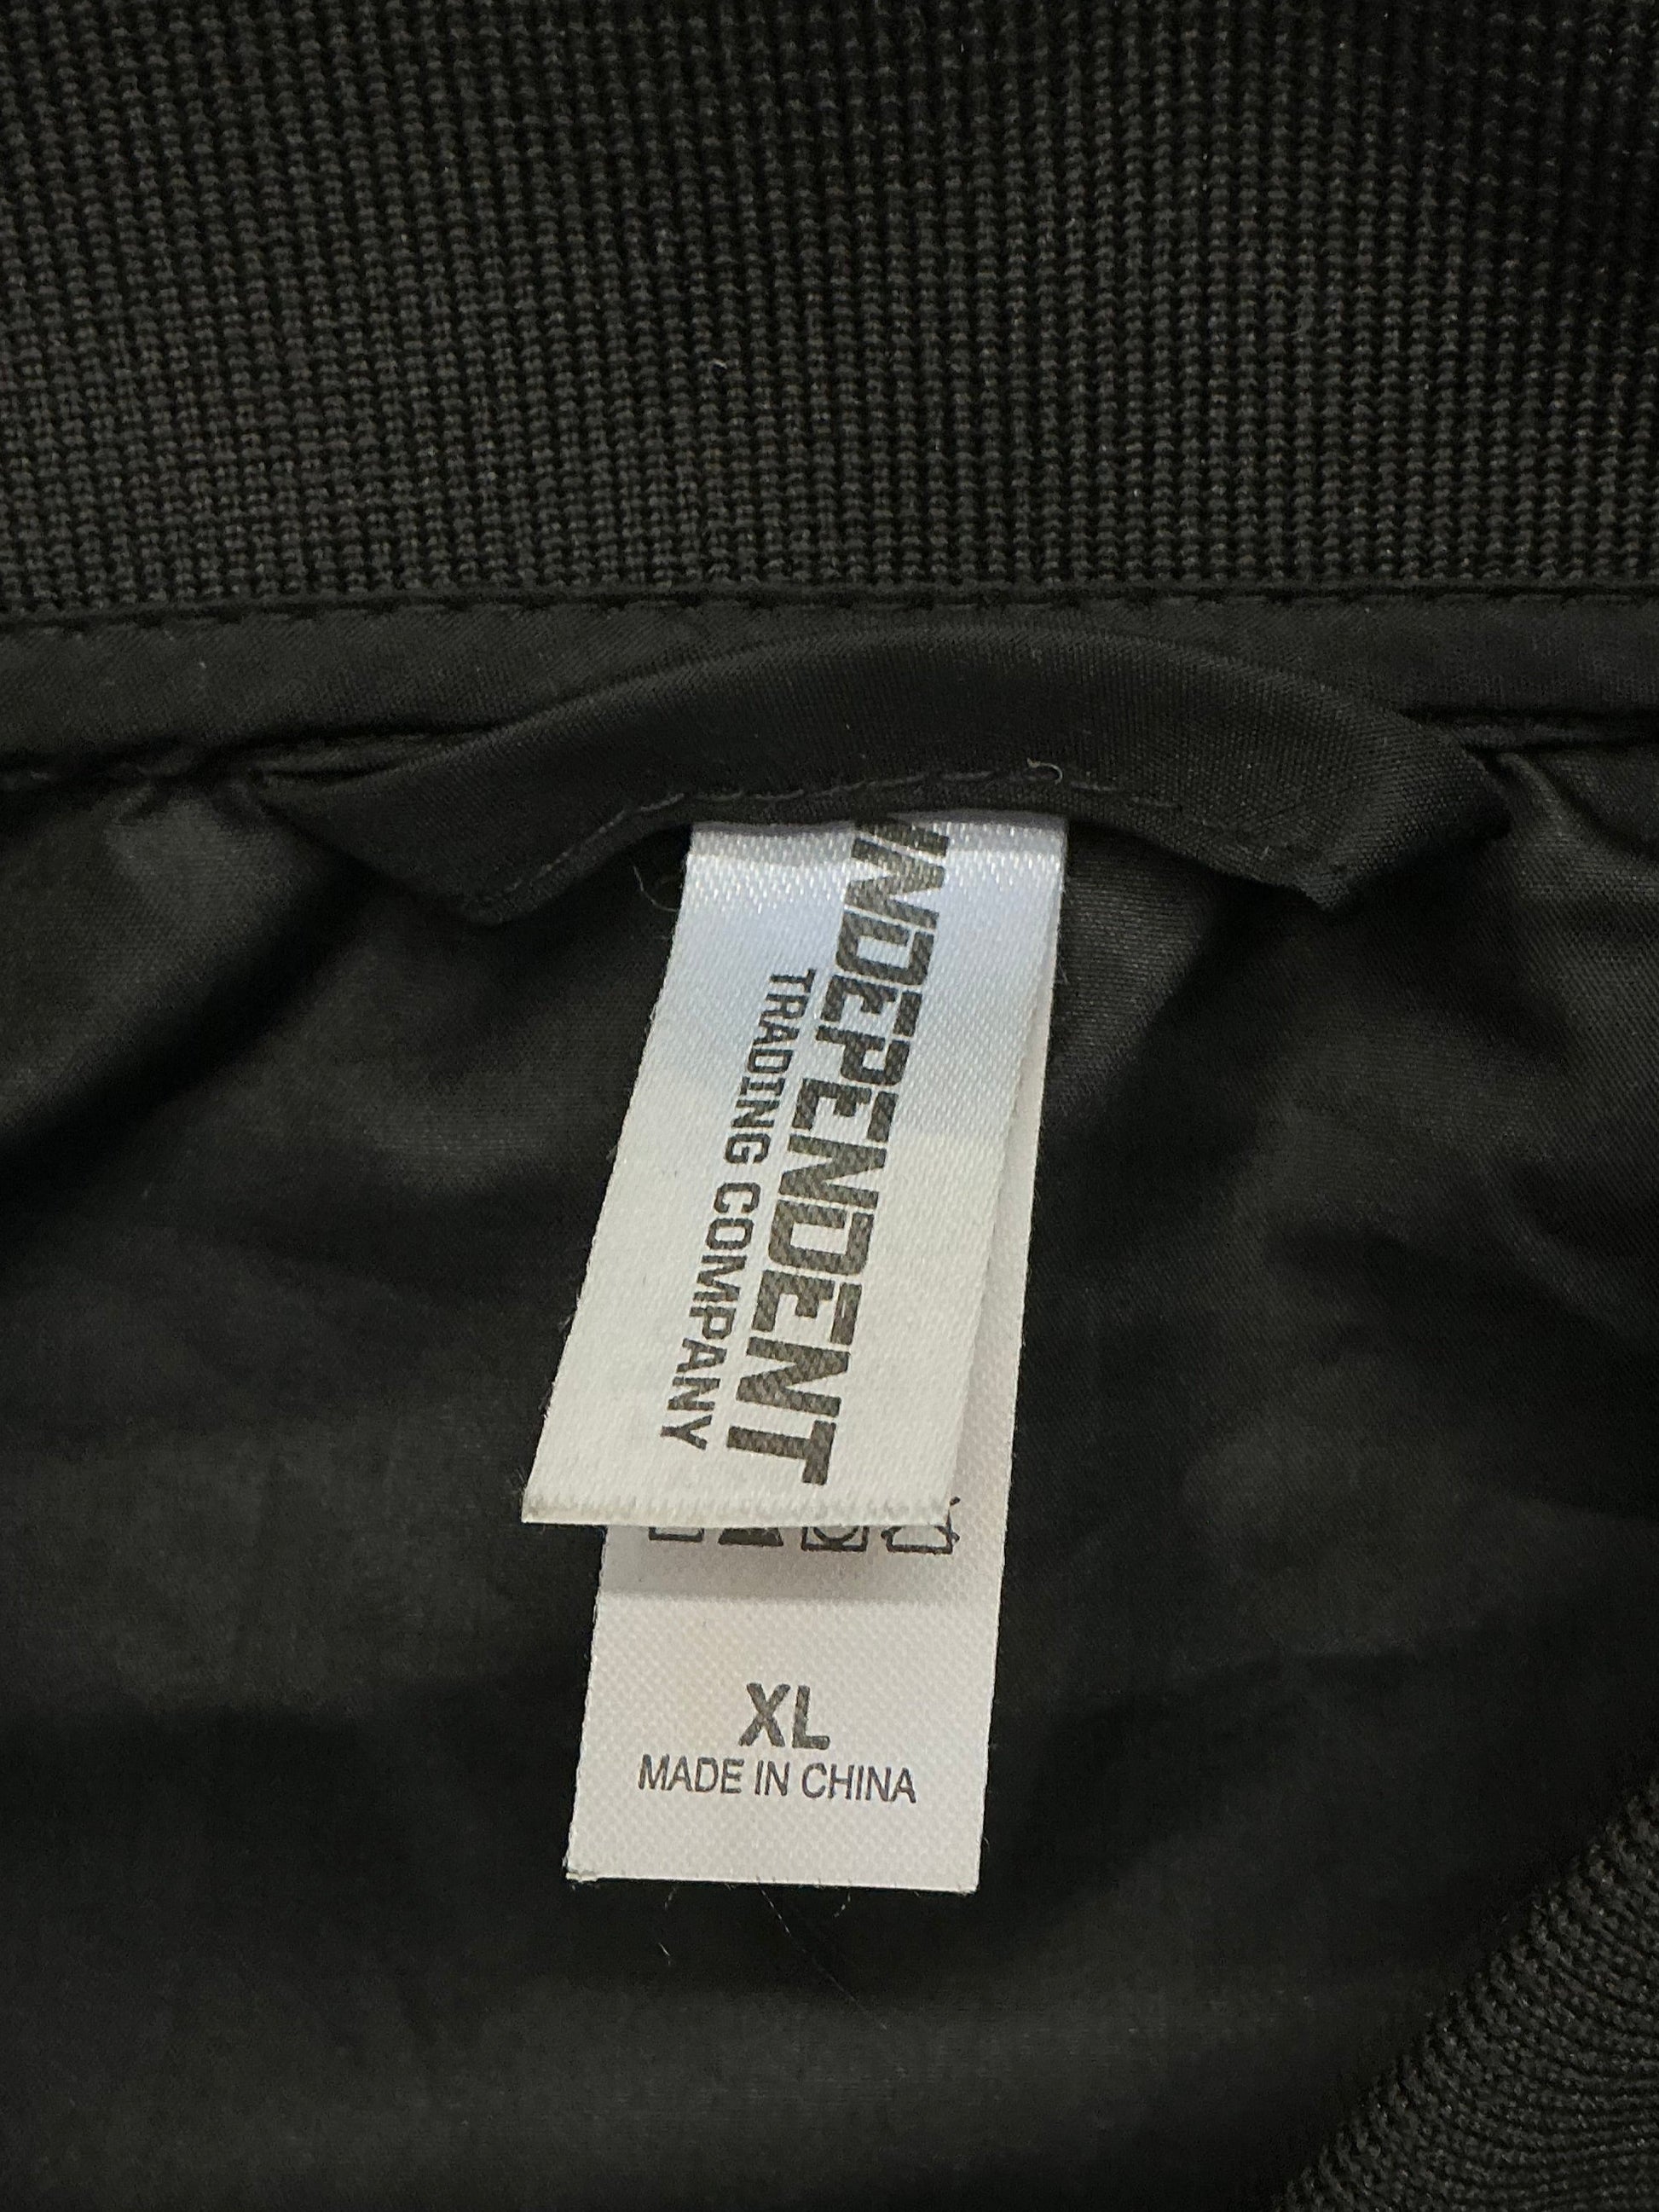 INDEPENDENT
TRADING COMPANY
XL
MADE IN CHINA